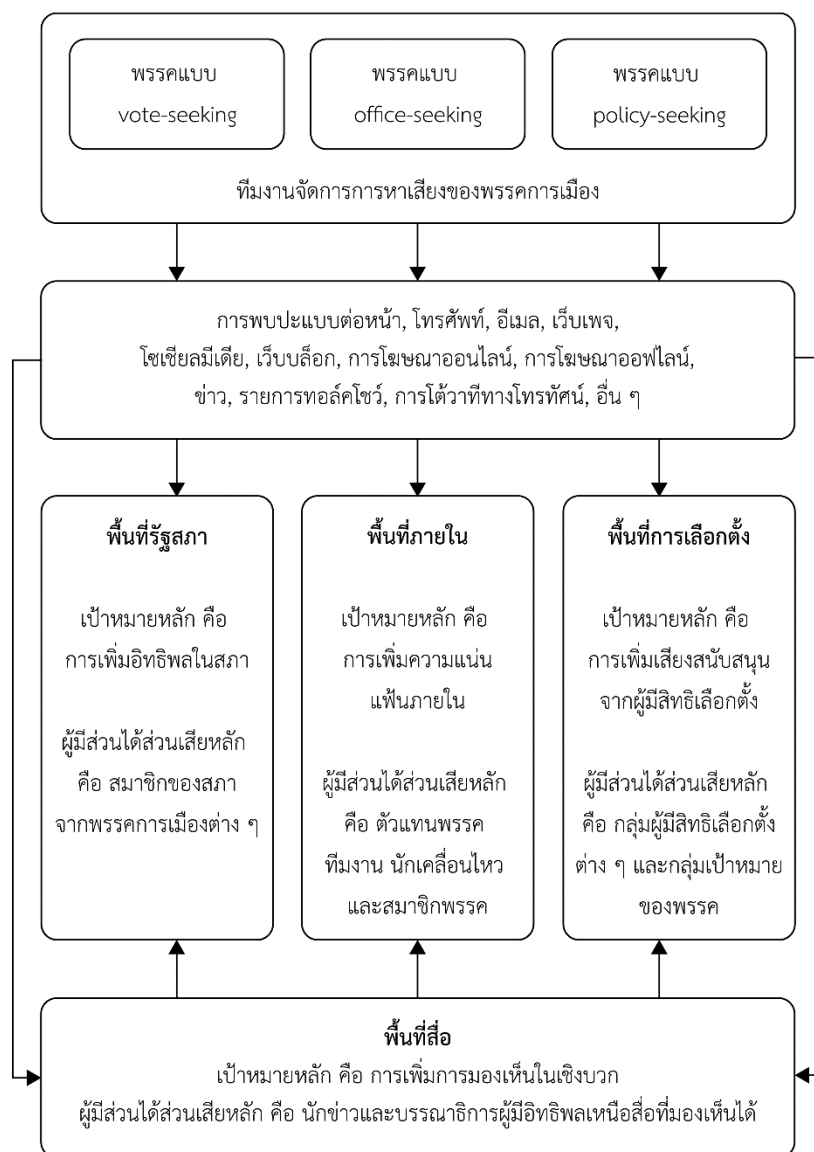 พรรคแบบ
vote-seeking
พรรคแบบ
office-seeking
พรรคแบบ
policy-seeking
ทีมงานจัดการการหาเสียงของพรรคการเมือง
การพบปะแบบต่อหน้า, โทรศัพท์, อีเมล, เว็บเพจ,
โซเชียลมีเดีย, เว็บบล็อก, การโฆษณาออนไลน์, การโฆษณาออฟไลน์,
ข่าว, รายการทอล์คโชว์, การโต้วาทีทางโทรทัศน์, อื่น ๆ
พื้นที่รัฐสภา
เป้าหมายหลัก คือ
การเพิ่มอิทธิพลในสภา
ผู้มีส่วนได้ส่วนเสียหลัก
คือ สมาชิกของสภา
จากพรรคการเมืองต่าง ๆ
พื้นที่ภายใน
เป้าหมายหลัก คือ
การเพิ่มความแน่น
แฟ้นภายใน
ผู้มีส่วนได้ส่วนเสียหลัก
คือ ตัวแทนพรรค
ทีมงาน นักเคลื่อนไหว
และสมาชิกพรรค
พื้นที่การเลือกตั้ง
เป้าหมายหลัก คือ
การเพิ่มเสียงสนับสนุน
จากผู้มีสิทธิเลือกตั้ง
ผู้มีส่วนได้ส่วนเสียหลัก
คือ กลุ่มผู้มีสิทธิเลือกตั้ง
ต่าง ๆ และกลุ่มเป้าหมาย
ของพรรค
พื้นที่สื่อ
เป้าหมายหลัก คือ การเพิ่มการมองเห็นในเชิงบวก
ผู้มีส่วนได้ส่วนเสียหลัก คือ นักข่าวและบรรณาธิการผู้มีอิทธิพลเหนือสื่อที่มองเห็นได้